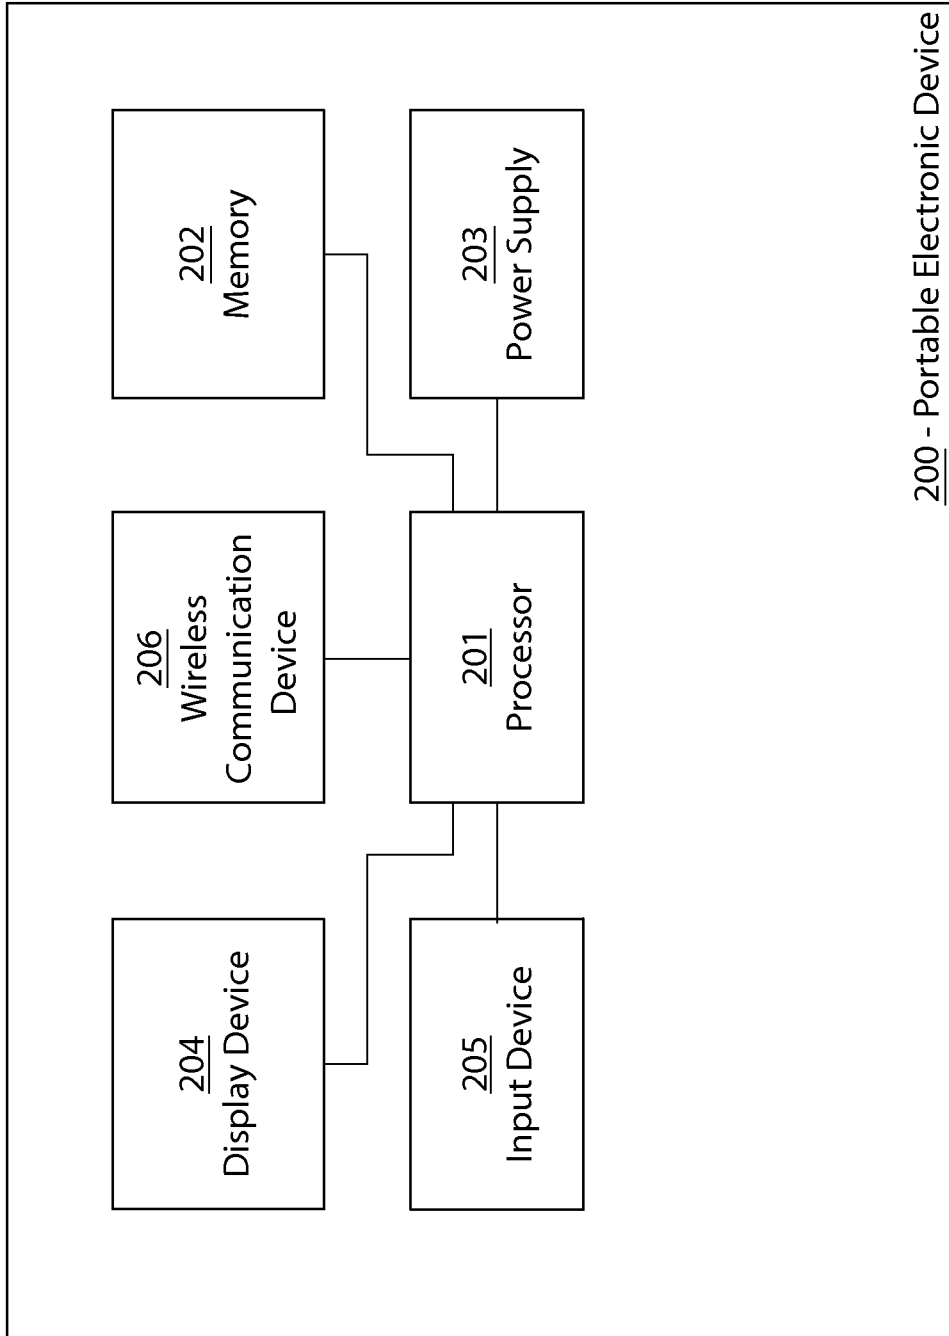 204
Display Device
206
Wireless
Communication
Device
202
Memory
205
Input Device
201
Processor
203
Power Supply
200 - Portable Electronic Device